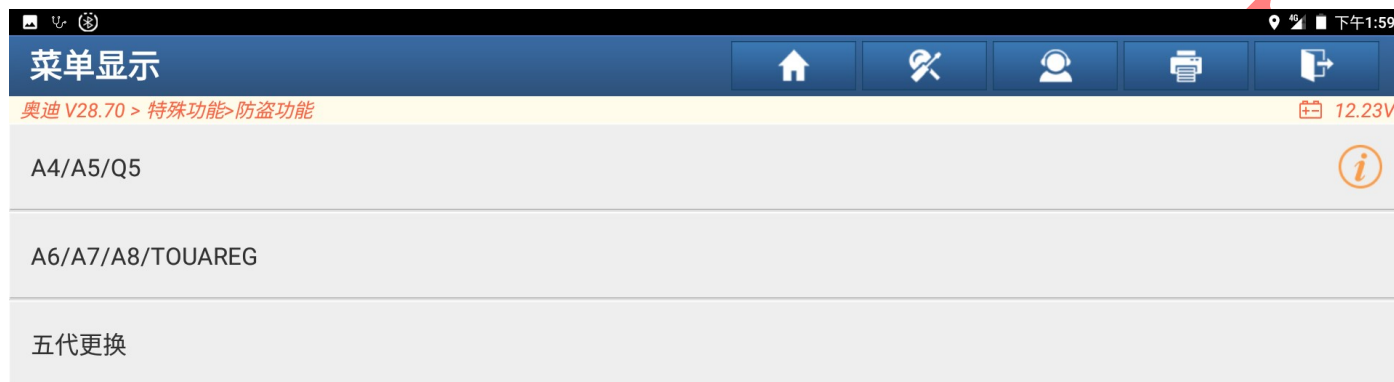 4G 下午1:59
菜单显示
奥迪 V28.70 > 特殊功能>防盗功能 12.23V
A4/A5/Q5
A6/A7/A8/TOUAREG
五代更换